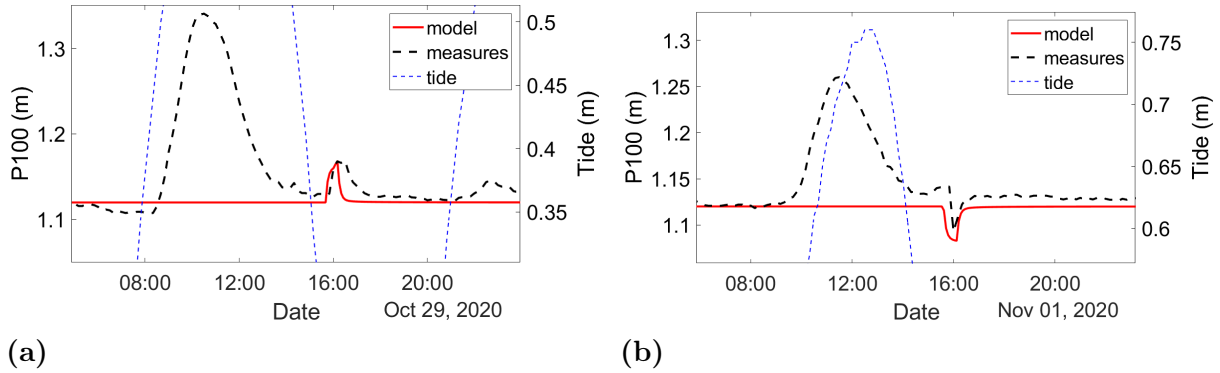 P100 (m)
1.3
1.2
1.1
0.5
0.45
0.4
0.35
Tide (m)
model
measures
tide
08:00
12:00
16:00
20:00
Date
Oct 29, 2020
(a)
P100 (m)
1.3
1.25
1.2
1.15
1.1
0.75
0.7
0.65
0.6
Tide (m)
model
measures
tide
08:00
12:00
16:00
20:00
Date
Nov 01, 2020
(b)